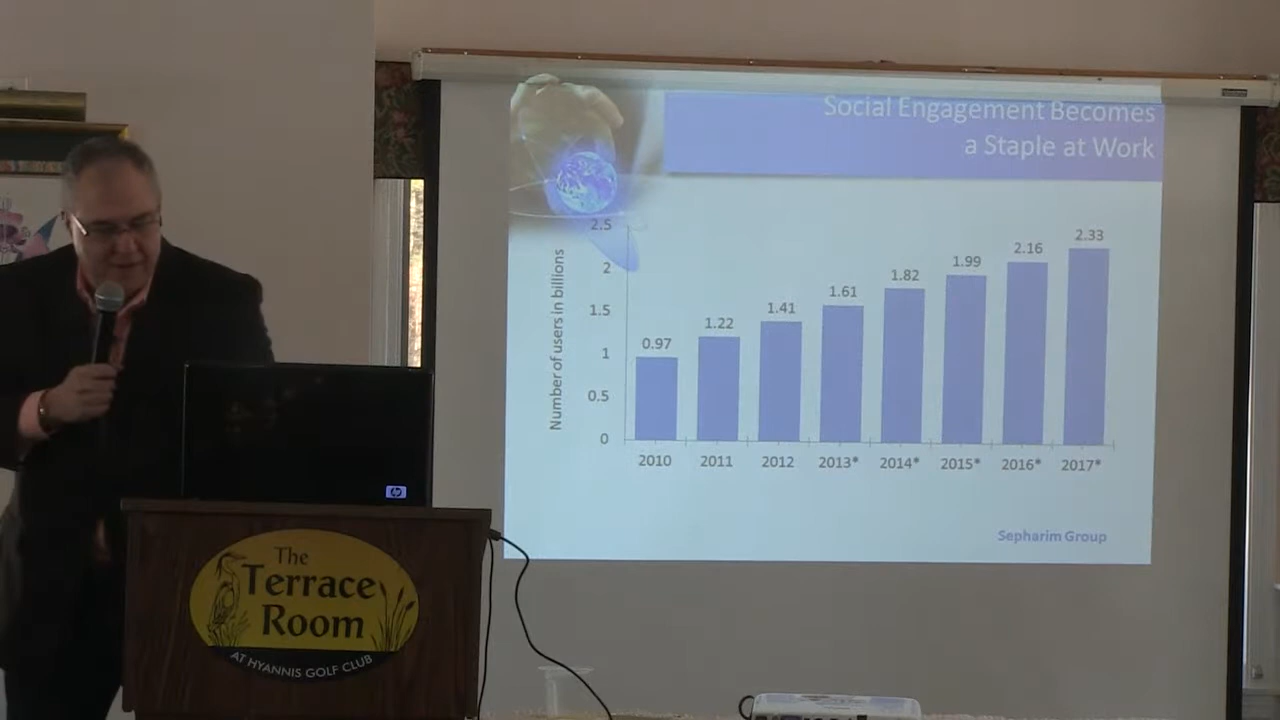 Social Engagement Becomes
a Staple at Work
Number of users in billions
2.5
2
1.5
1
0.5
0
0.97
1.22
1.41
1.61
1.82
1.99
2.16
2.33
2010 2011 2012 2013* 2014* 2015* 2016* 2017*
Sepharim Group
hp
The
Terrace
Room
AT HYANNIS GOLF CLUB